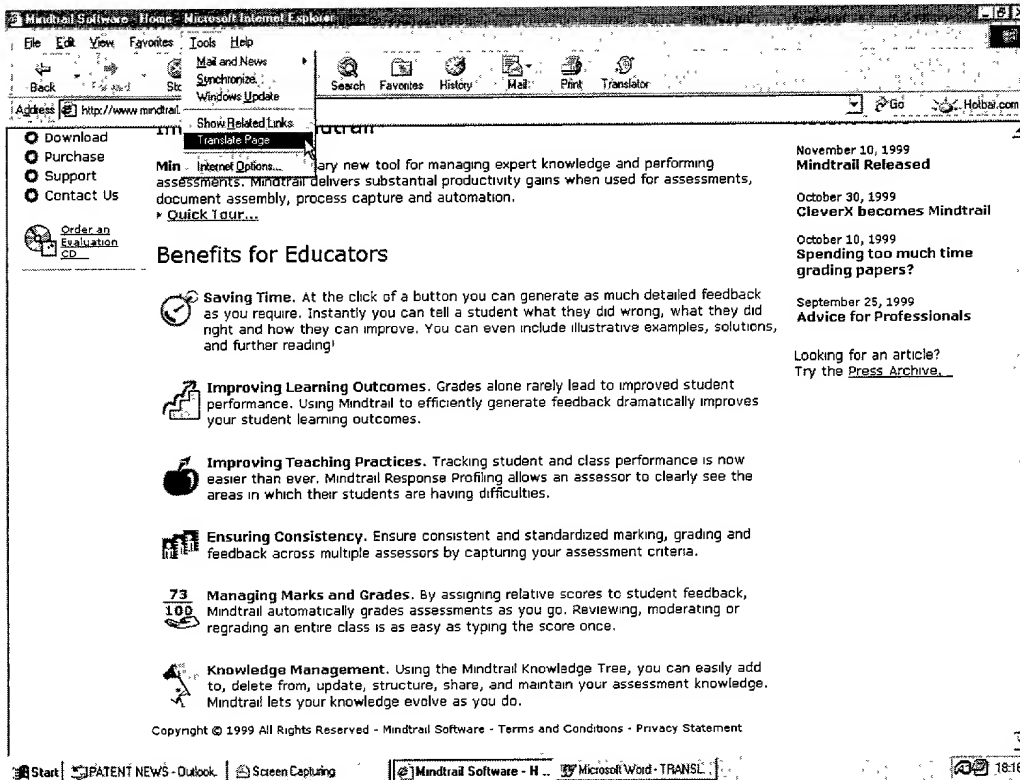 Mindtrail Software - Home - Microsoft Internet Explorer
File Edit View Favorites Tools Help
Mail and News
Synchronize
Windows Update
Show Related Links
Translate Page
Internet Options...
Back
Search Favorites History Mail Print Translator
Address http://www mindtrail.
Go Hotbar.com
Download
Purchase
Support
Contact Us
Order an
Evaluation
CD
Min ary new tool for managing expert knowledge and performing
assessments. Mindtrail delivers substantial productivity gains when used for assessments,
document assembly, process capture and automation.
Quick Tour...
Benefits for Educators
Saving Time. At the click of a button you can generate as much detailed feedback
as you require. Instantly you can tell a student what they did wrong, what they did
right and how they can improve. You can even include illustrative examples, solutions,
and further reading!
Improving Learning Outcomes. Grades alone rarely lead to improved student
performance. Using Mindtrail to efficiently generate feedback dramatically improves
your student learning outcomes.
Improving Teaching Practices. Tracking student and class performance is now
easier than ever. Mindtrail Response Profiling allows an assessor to clearly see the
areas in which their students are having difficulties.
Ensuring Consistency. Ensure consistent and standardized marking, grading and
feedback across multiple assessors by capturing your assessment criteria.
73
100
Managing Marks and Grades. By assigning relative scores to student feedback,
Mindtrail automatically grades assessments as you go. Reviewing, moderating or
regrading an entire class is as easy as typing the score once.
Knowledge Management. Using the Mindtrail Knowledge Tree, you can easily add
to, delete from, update, structure, share, and maintain your assessment knowledge.
Mindtrail lets your knowledge evolve as you do.
Copyright © 1999 All Rights Reserved - Mindtrail Software - Terms and Conditions - Privacy Statement
November 10, 1999
Mindtrail Released
October 30, 1999
CleverX becomes Mindtrail
October 10, 1999
Spending too much time
grading papers?
September 25, 1999
Advice for Professionals
Looking for an article?
Try the Press Archive.
Start PATENT NEWS - Outlook. Screen Capturing Mindtrail Software - H .. Microsoft Word - TRANSL.. 18:18